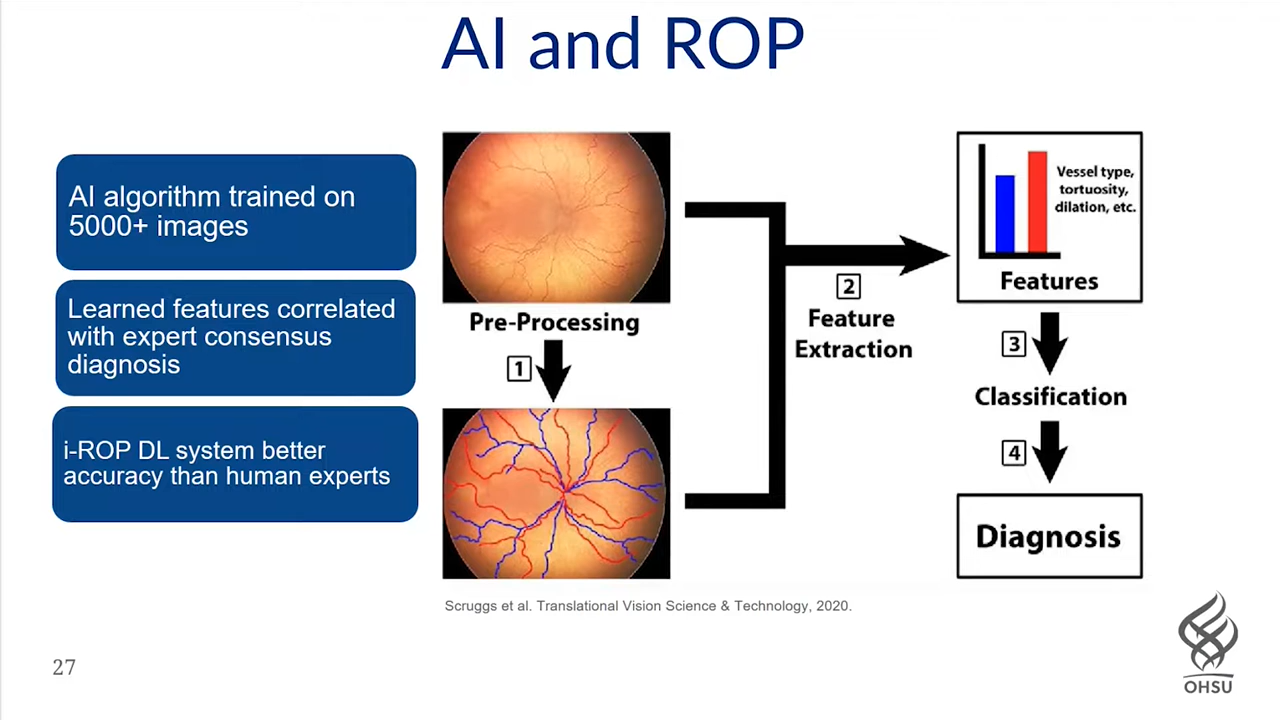 AI and ROP
AI algorithm trained on
5000+ images
Learned features correlated
with expert consensus
diagnosis
i-ROP DL system better
accuracy than human experts
Pre-Processing
1
2
Feature
Extraction
Vessel type,
tortuosity,
dilation, etc.
Features
3
Classification
4
Diagnosis
Scruggs et al. Translational Vision Science & Technology, 2020.
27
OHSU